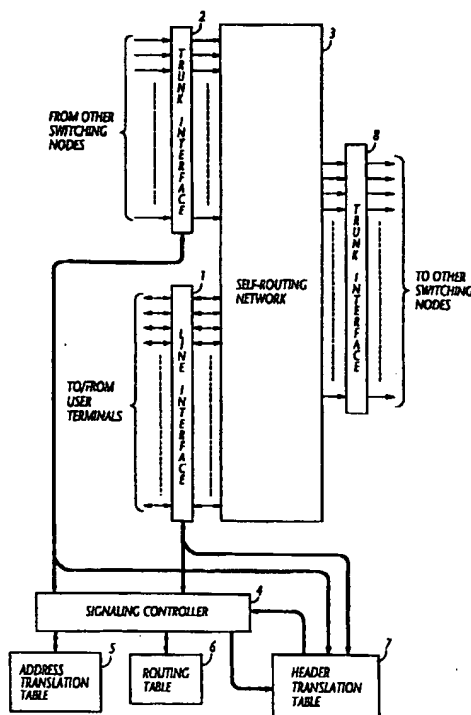 2
3
FROM OTHER
SWITCHING
NODES
TRUNK INTERFACE
8
TRUNK INTERFACE
TO OTHER
SWITCHING
NODES
1
SELF-ROUTING
NETWORK
LINE INTERFACE
TO/FROM
USER
TERMINALS
4
SIGNALING CONTROLLER
5
ADDRESS
TRANSLATION
TABLE
6
ROUTING
TABLE
7
HEADER
TRANSLATION
TABLE